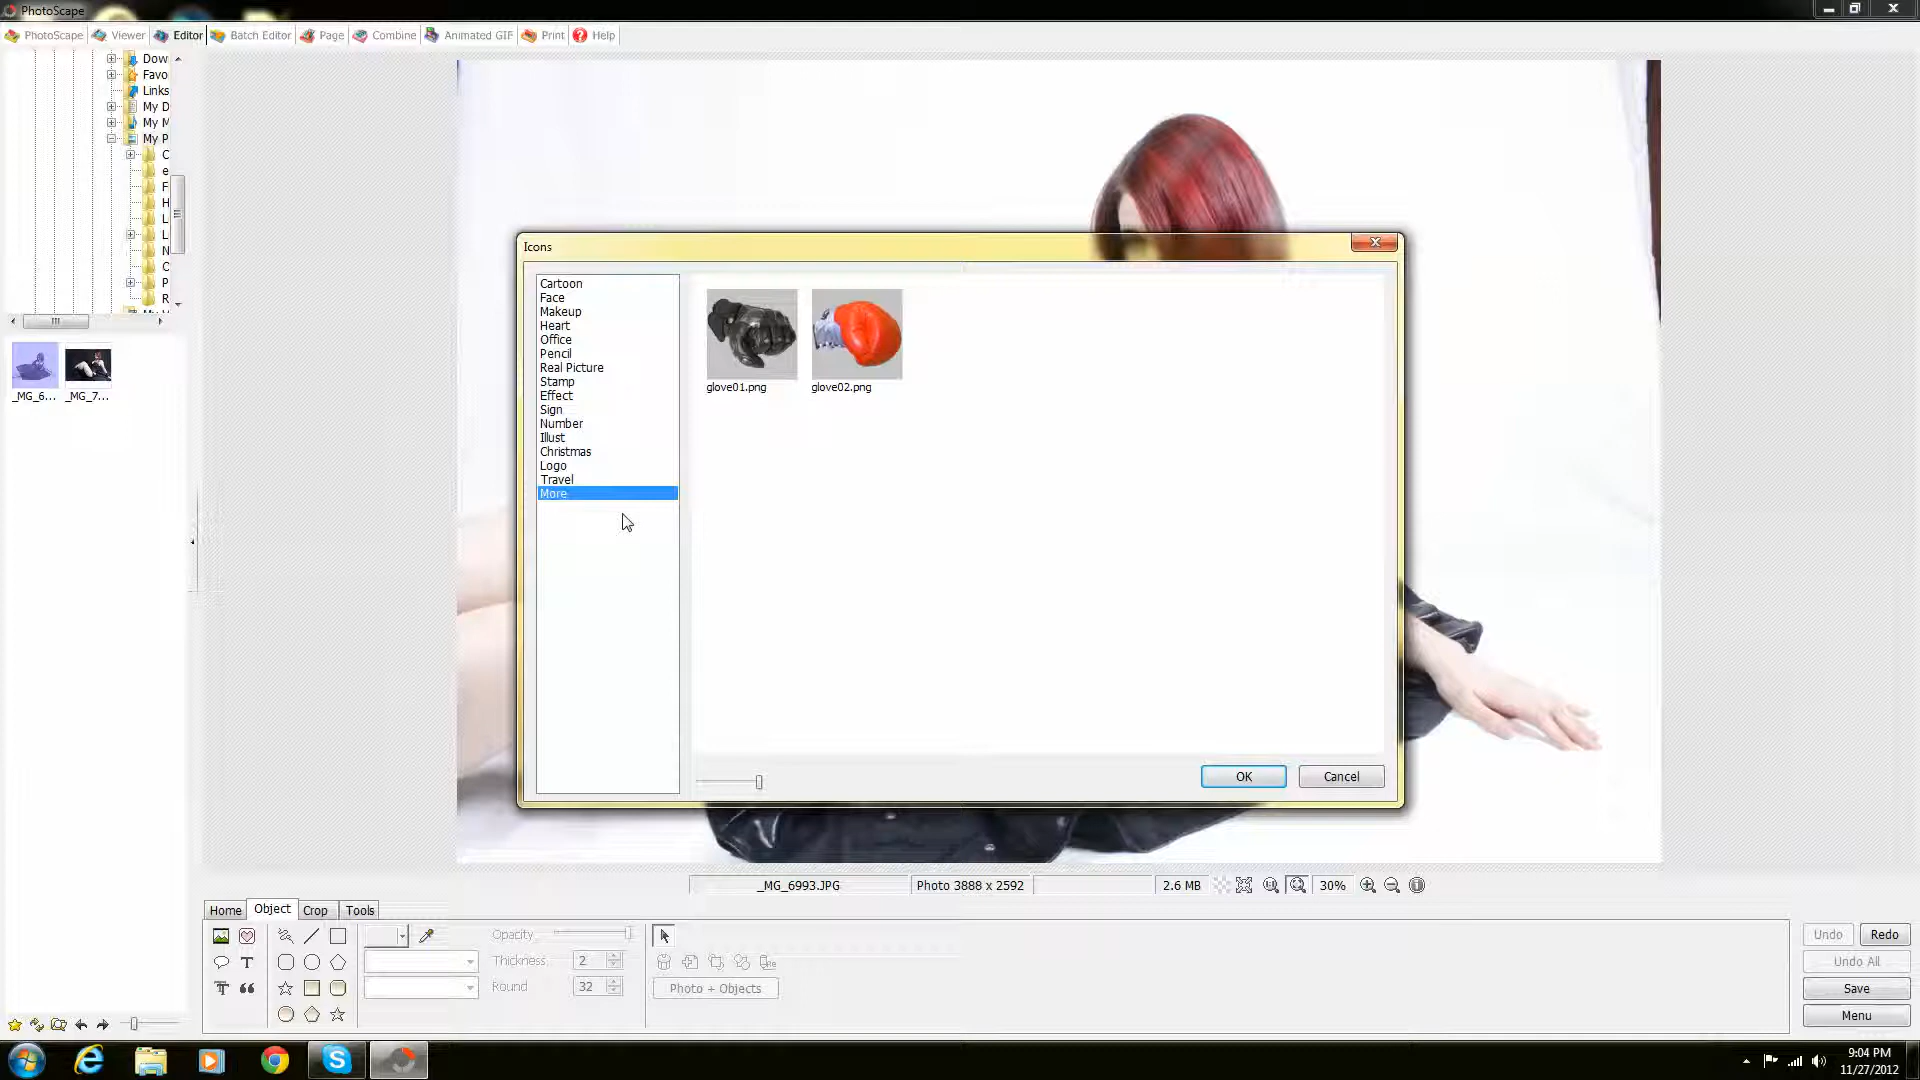 PhotoScape
PhotoScape Viewer Editor Batch Editor Page Combine Animated GIF Print Help
Dow
Favo
Links
My D
My M
My P
C
e
F
H
L
L
N
C
P
R
_MG_6... _MG_7...
Icons
Cartoon
Face
Makeup
Heart
Office
Pencil
Real Picture
Stamp
Effect
Sign
Number
Illust
Christmas
Logo
Travel
More
glove01.png glove02.png
OK Cancel
_MG_6993.JPG Photo 3888 x 2592 2.6 MB 30%
Home Object Crop Tools
Opacity
Thickness 2
Round 32
Photo + Objects
Undo Redo
Undo All
Save
Menu
9:04 PM
11/27/2012